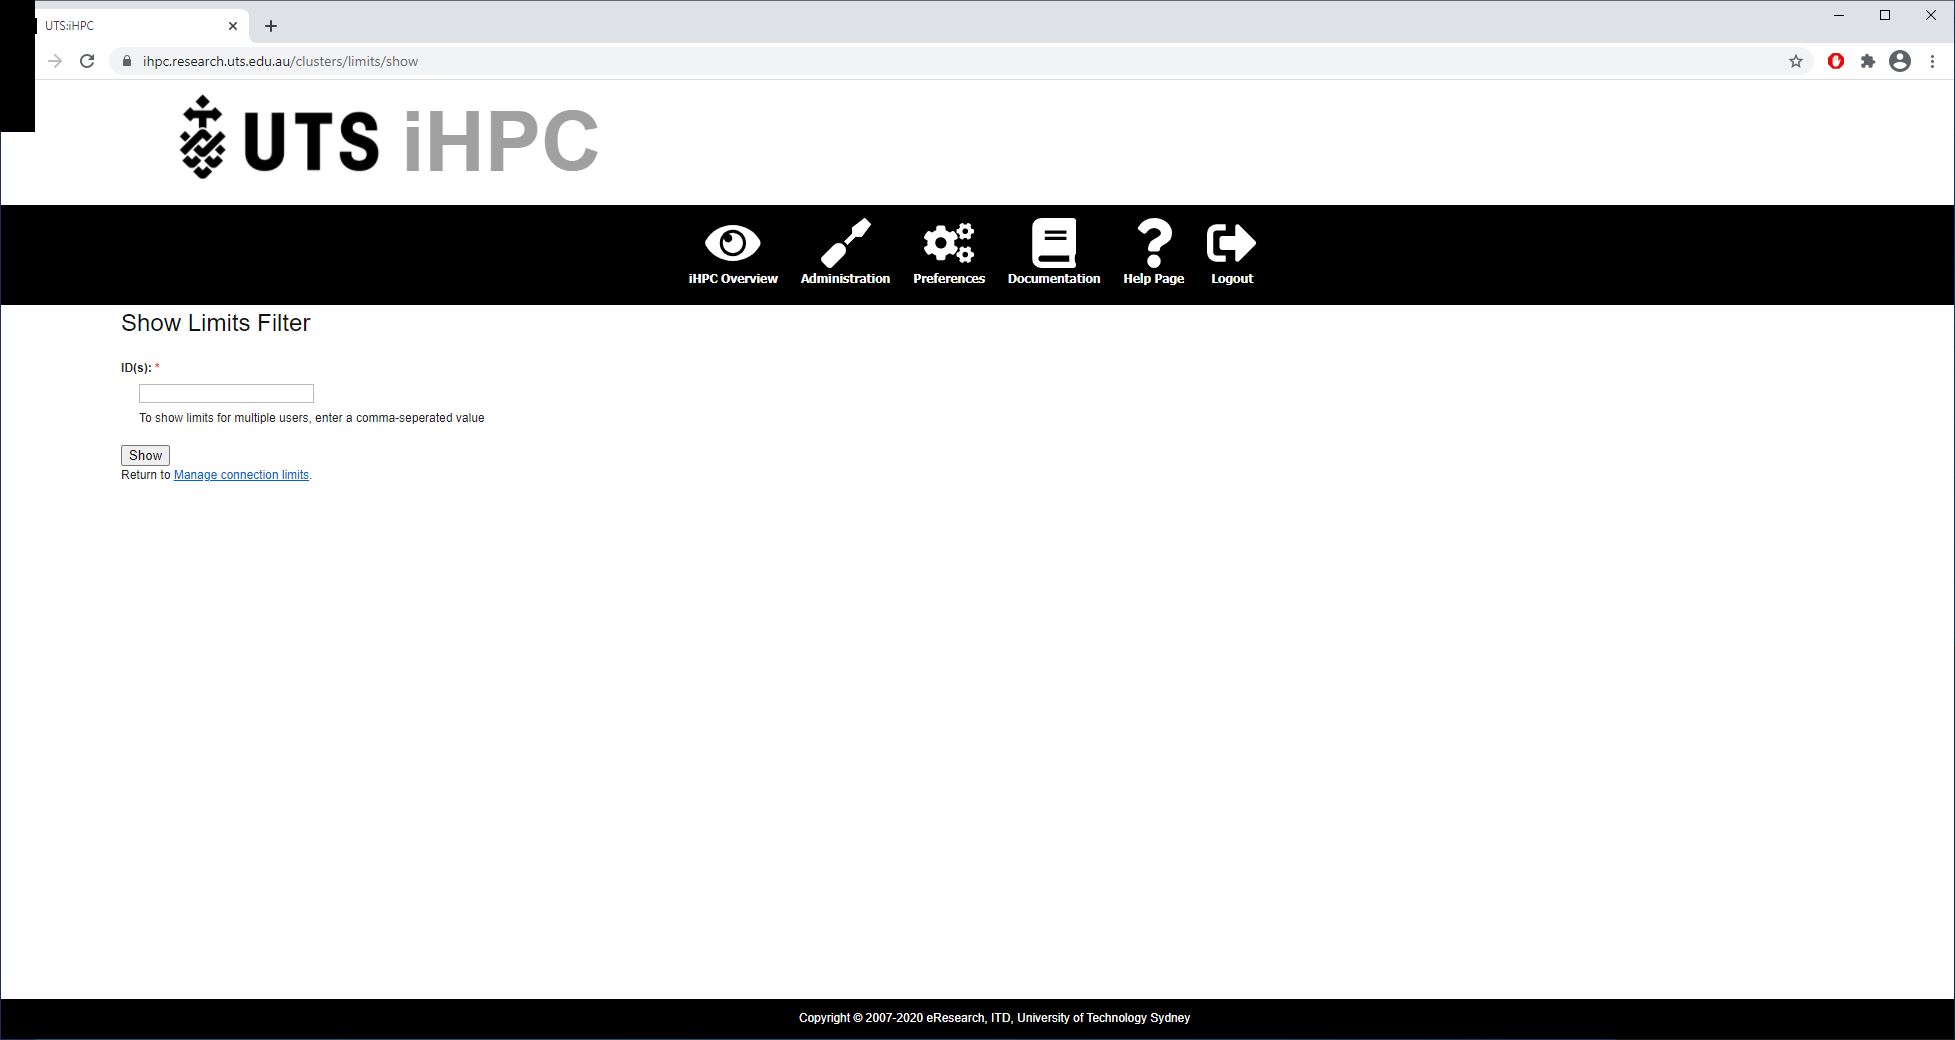 UTS:iHPC
ihpc.research.uts.edu.au/clusters/limits/show
UTS iHPC
iHPC Overview Administration Preferences Documentation Help Page Logout
Show Limits Filter
ID(s): *
To show limits for multiple users, enter a comma-seperated value
Show
Return to Manage connection limits.
Copyright © 2007-2020 eResearch, ITD, University of Technology Sydney